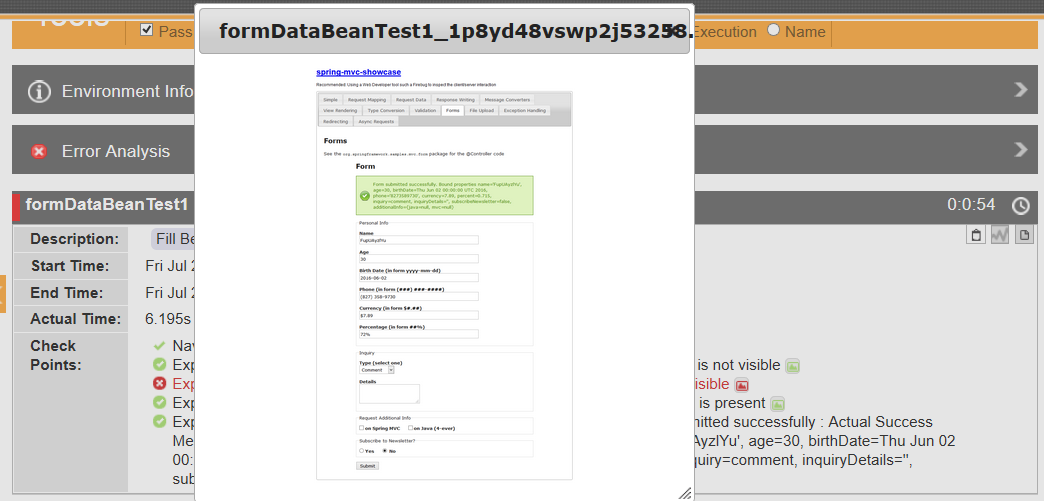 TOOLS
Pass
Execution
Name
Environment Info
Error Analysis
formDataBeanTest1
0:0:54
Description:
Fill Be
Start Time:
Fri Jul 2
End Time:
Fri Jul 2
Actual Time:
6.195s
Check
Points:
Nav
Exp
is not visible
Exp
isible
Exp
is present
Exp
mitted successfully : Actual Success
Me
AyzlYu', age=30, birthDate=Thu Jun 02
00:
quiry=comment, inquiryDetails='',
sub
formDataBeanTest1_1p8yd48vswp2j53258.
spring-mvc-showcase
Recommended: Using a Web Developer tool such a Firebug to inspect the client/server interaction
Simple
Request Mapping
Request Data
Response Writing
Message Converters
View Rendering
Type Conversion
Validation
Forms
File Upload
Exception Handling
Redirecting
Async Requests
Forms
See the org.springframework.samples.mvc.form package for the @Controller code
Form
Form submitted successfully. Bound properties
age=30, birthDate=Thu Jun 02 00:00:00 UTC 2016,
phone='8273589730', currency=7.89, percent=0.715,
inquiry=comment, inquiryDetails='', subscribeNewsletter=false,
additionalInfo={java=null, mvc=null}
Personal Info
Name
Age
30
Birth Date (in form yyyy-mm-dd)
2016-06-02
Phone (in form (###) ###-####)
(827) 358-9730
Currency (in form $#.##)
$7.89
Percentage (in form ##%)
72%
Inquiry
Type (select one)
Comment
Details
Request Additional Info
on Spring MVC
on Java (4-ever)
Subscribe to Newsletter?
Yes
No
Submit